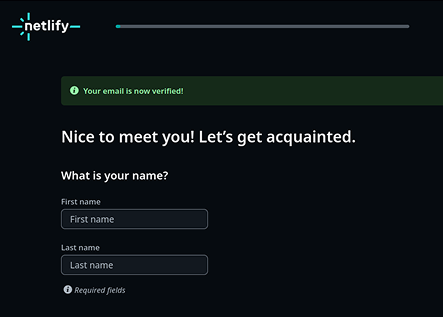 netlify
Your email is now verified!
Nice to meet you! Let’s get acquainted.
What is your name?
First name
First name
Last name
Last name
Required fields